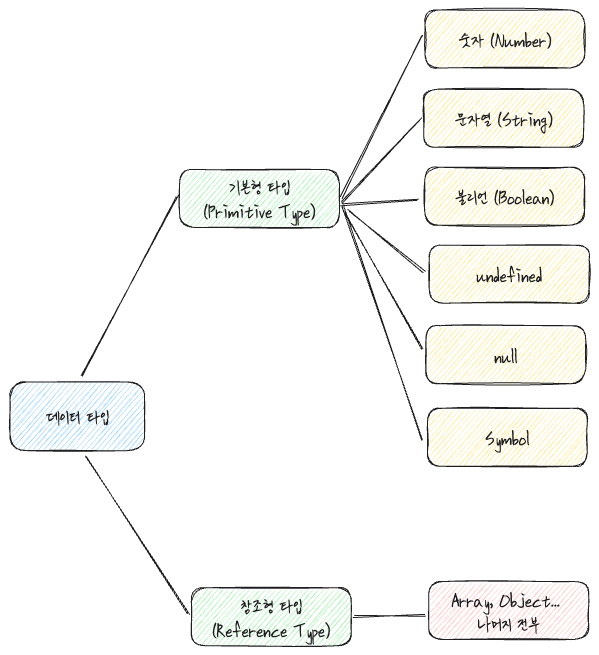 숫자 (Number)
문자열 (String)
기본형 타입
(Primitive Type)
불리언 (Boolean)
undefined
null
데이터 타입
Symbol
참조형 타입
(Reference Type)
Array, Object...
나머지 전부